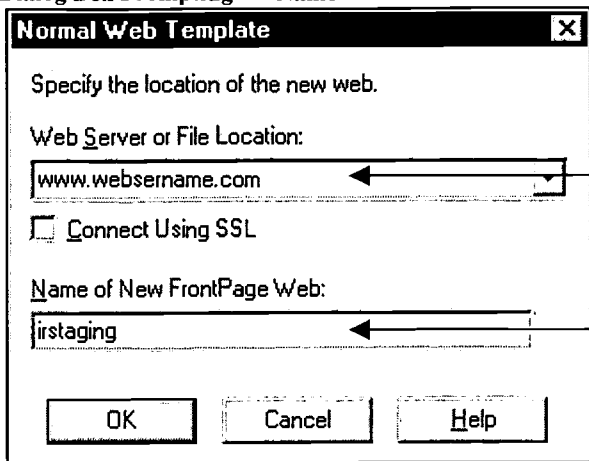 Normal Web Template
Specify the location of the new web.
Web Server or File Location:
www.websername.com
Connect Using SSL
Name of New FrontPage Web:
irstaging
OK Cancel Help